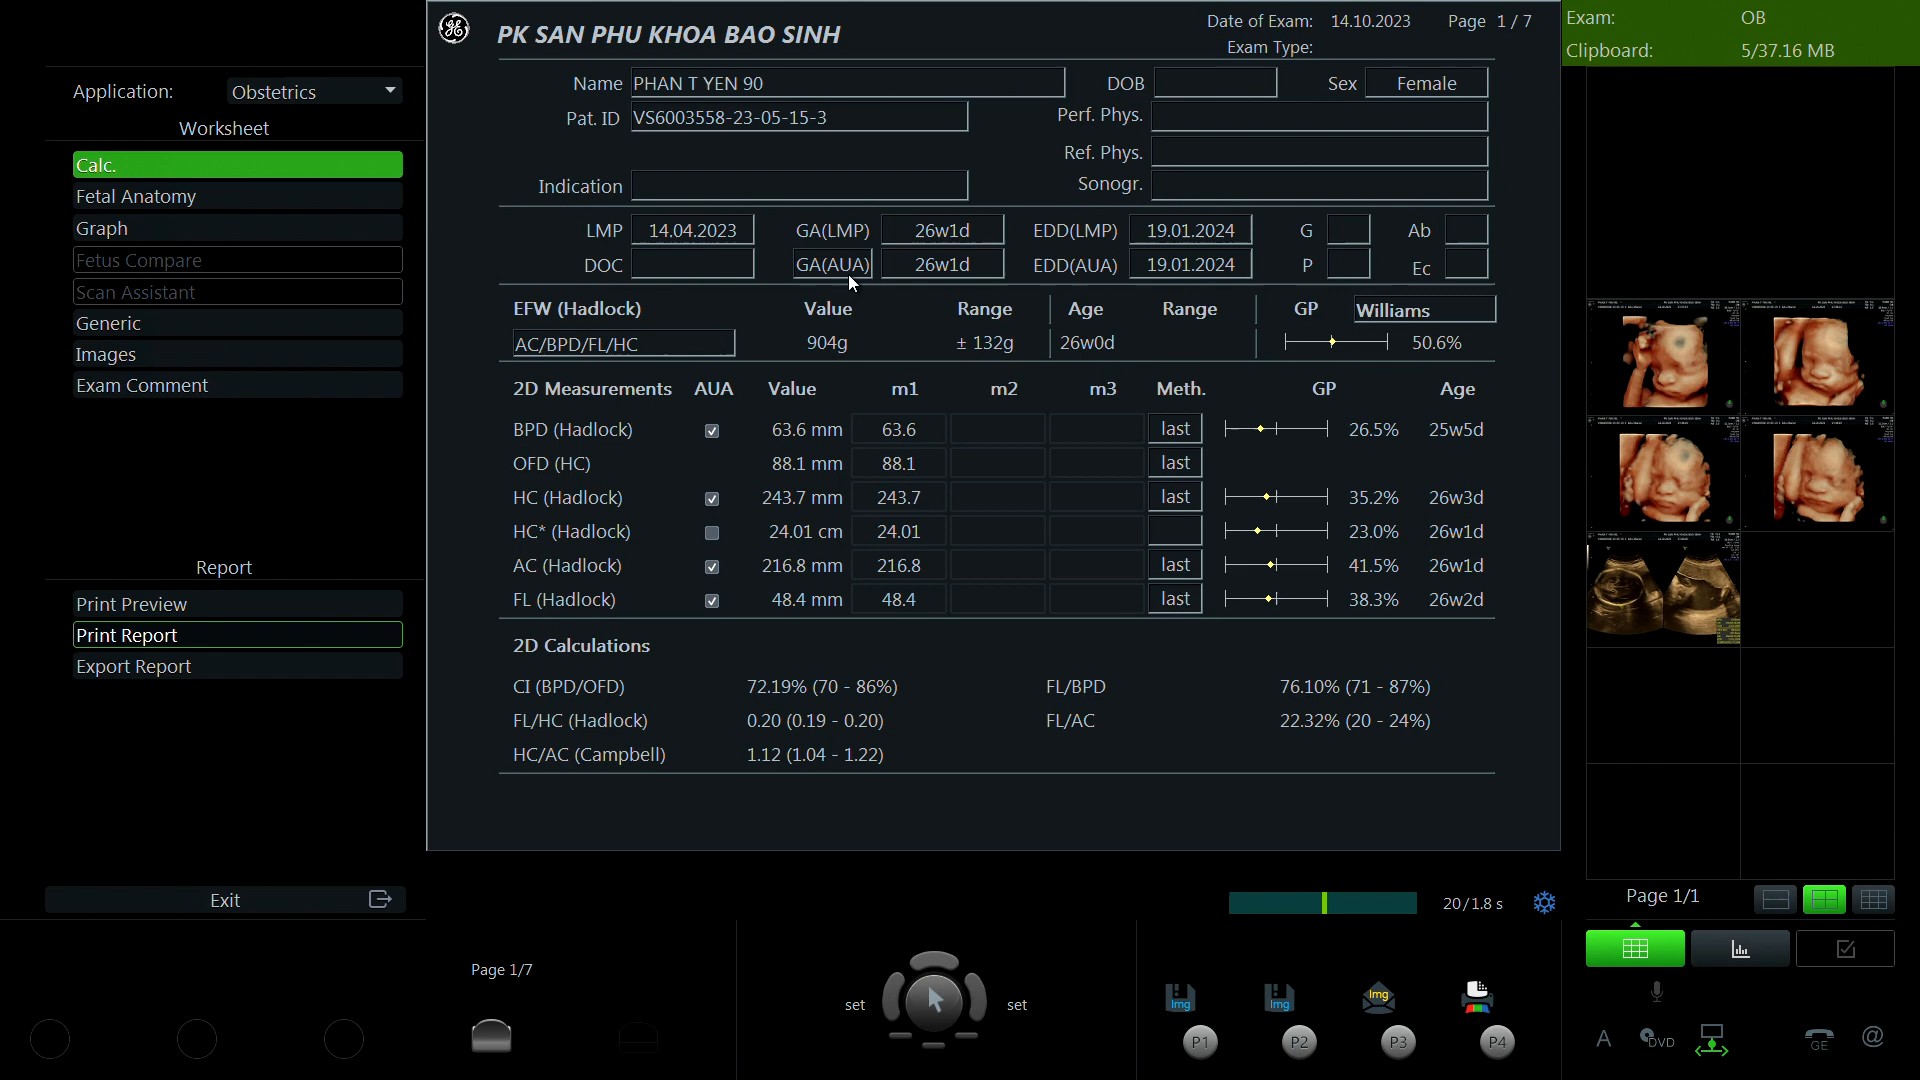 PK SAN PHU KHOA BAO SINH
Date of Exam: 14.10.2023 Page 1 / 7
Exam Type:
Exam: OB
Clipboard: 5/37.16 MB
Application: Obstetrics
Worksheet
Calc.
Fetal Anatomy
Graph
Fetus Compare
Scan Assistant
Generic
Images
Exam Comment
Report
Print Preview
Print Report
Export Report
Exit
Name PHAN T YEN 90 DOB Sex Female
Pat. ID VS6003558-23-05-15-3 Perf. Phys.
Ref. Phys.
Indication Sonogr.
LMP 14.04.2023 GA(LMP) 26w1d EDD(LMP) 19.01.2024 G Ab
DOC GA(AUA) 26w1d EDD(AUA) 19.01.2024 P Ec
EFW (Hadlock) Value Range Age Range GP Williams
AC/BPD/FL/HC 904g ± 132g 26w0d 50.6%
2D Measurements AUA Value m1 m2 m3 Meth. GP Age
BPD (Hadlock) 63.6 mm 63.6 last 26.5% 25w5d
OFD (HC) 88.1 mm 88.1 last
HC (Hadlock) 243.7 mm 243.7 last 35.2% 26w3d
HC* (Hadlock) 24.01 cm 24.01 23.0% 26w1d
AC (Hadlock) 216.8 mm 216.8 last 41.5% 26w1d
FL (Hadlock) 48.4 mm 48.4 last 38.3% 26w2d
2D Calculations
CI (BPD/OFD) 72.19% (70 - 86%) FL/BPD 76.10% (71 - 87%)
FL/HC (Hadlock) 0.20 (0.19 - 0.20) FL/AC 22.32% (20 - 24%)
HC/AC (Campbell) 1.12 (1.04 - 1.22)
20/1.8 s
Page 1/1
Page 1/7
set set
Img Img Img
P1 P2 P3 P4
A DVD GE @